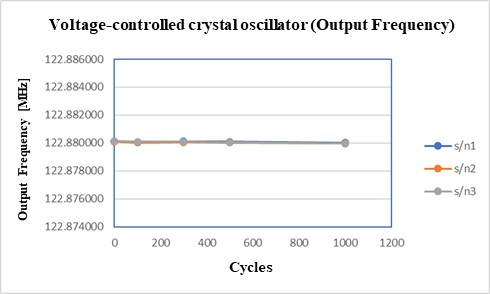 Voltage-controlled crystal oscillator (Output Frequency)
122.886000
122.884000
122.882000
122.880000
122.878000
122.876000
122.874000
Output Frequency [MHz]
0 200 400 600 800 1000 1200
Cycles
s/n1
s/n2
s/n3